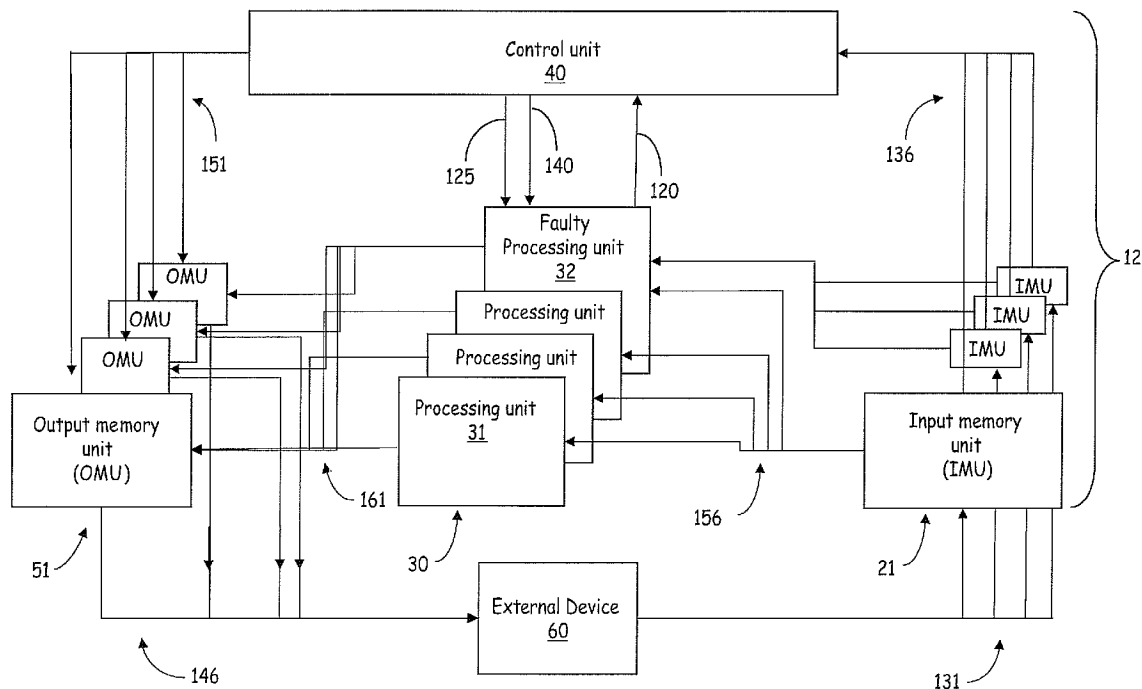 Control unit
40
151
125
140
120
136
12
Faulty
Processing unit
32
OMU
OMU
OMU
IMU
IMU
IMU
Processing unit
Processing unit
Processing unit
31
Output memory
unit
(OMU)
Input memory
unit
(IMU)
161
156
51
30
21
External Device
60
146
131